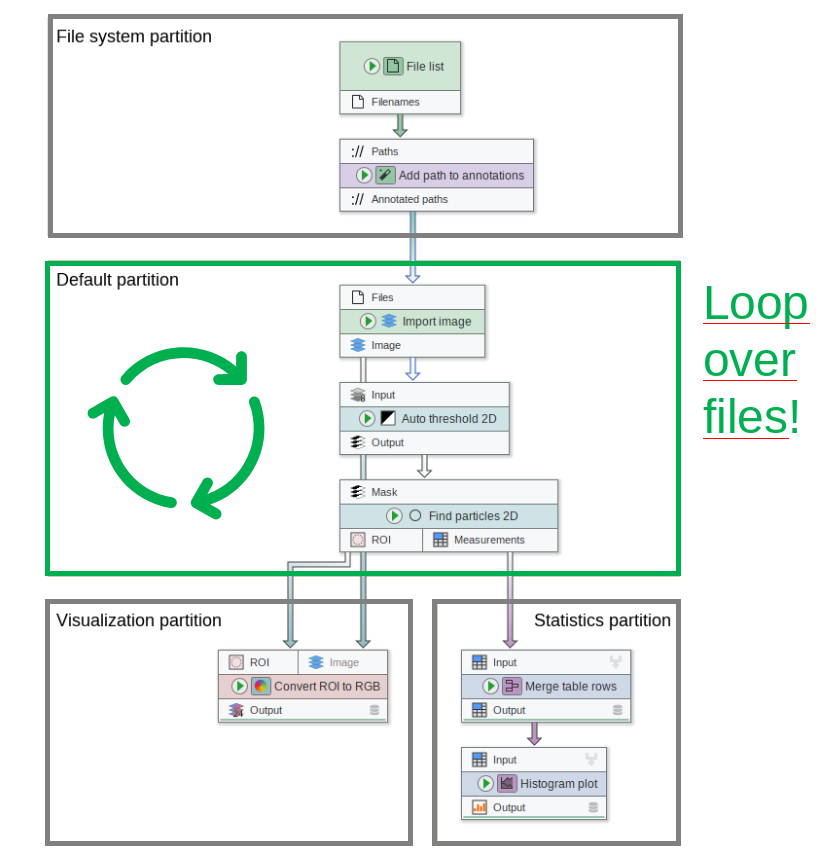 File system partition
File list
Filenames
:// Paths
Add path to annotations
:// Annotated paths
Default partition
Files
Import image
Image
Input
Auto threshold 2D
Output
Mask
Find particles 2D
ROI Measurements
Loop
over
files!
Visualization partition
ROI Image
Convert ROI to RGB
24 Output
Statistics partition
Input
Merge table rows
Output
Input
Histogram plot
Output